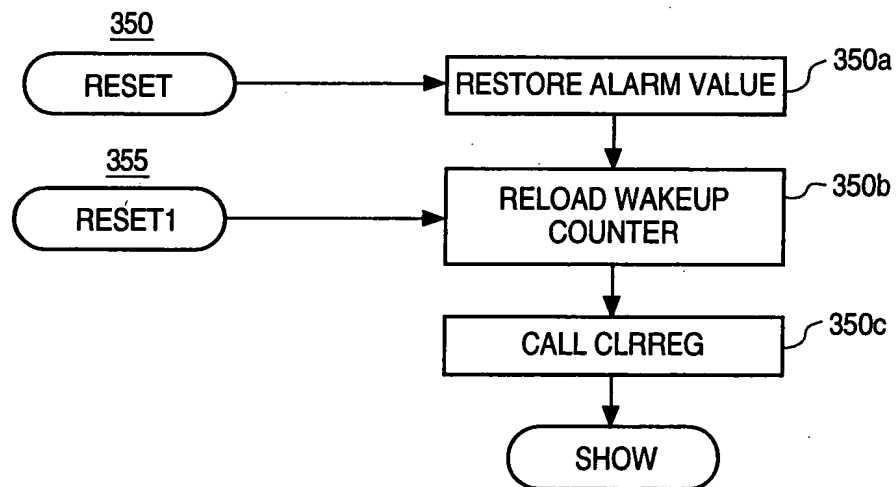 350
RESET
RESTORE ALARM VALUE
350a
355
RESET1
RELOAD WAKEUP
COUNTER
350b
CALL CLRREG
350c
SHOW